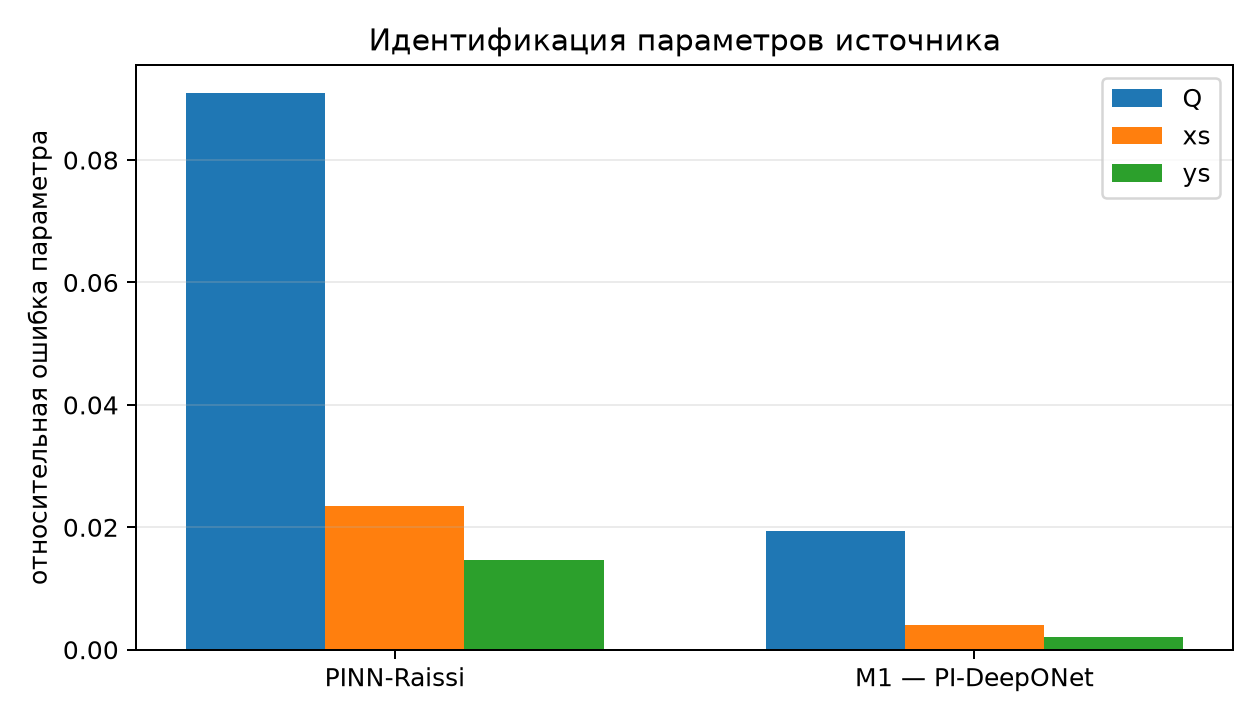 Идентификация параметров источника
относительная ошибка параметра
0.08
0.06
0.04
0.02
0.00
Q
xs
ys
PINN-Raissi
M1 — PI-DeepONet